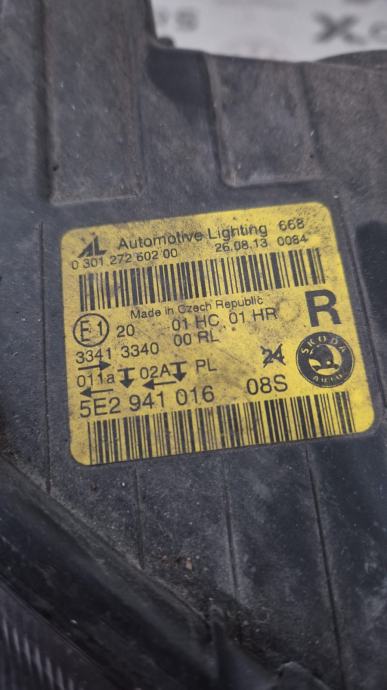 AL Automotive Lighting 668
0 301 272 602 00 26.08.13 0084
Made in Czech Republic
E1 20 01 HC 01 HR R
3341 3340 00 RL
011a 02A PL 24
ŠKODA
AUTO
5E2 941 016 08S